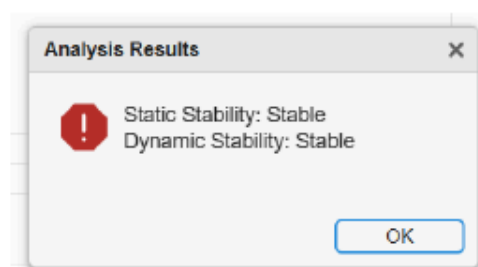 Analysis Results
Static Stability: Stable
Dynamic Stability: Stable
OK